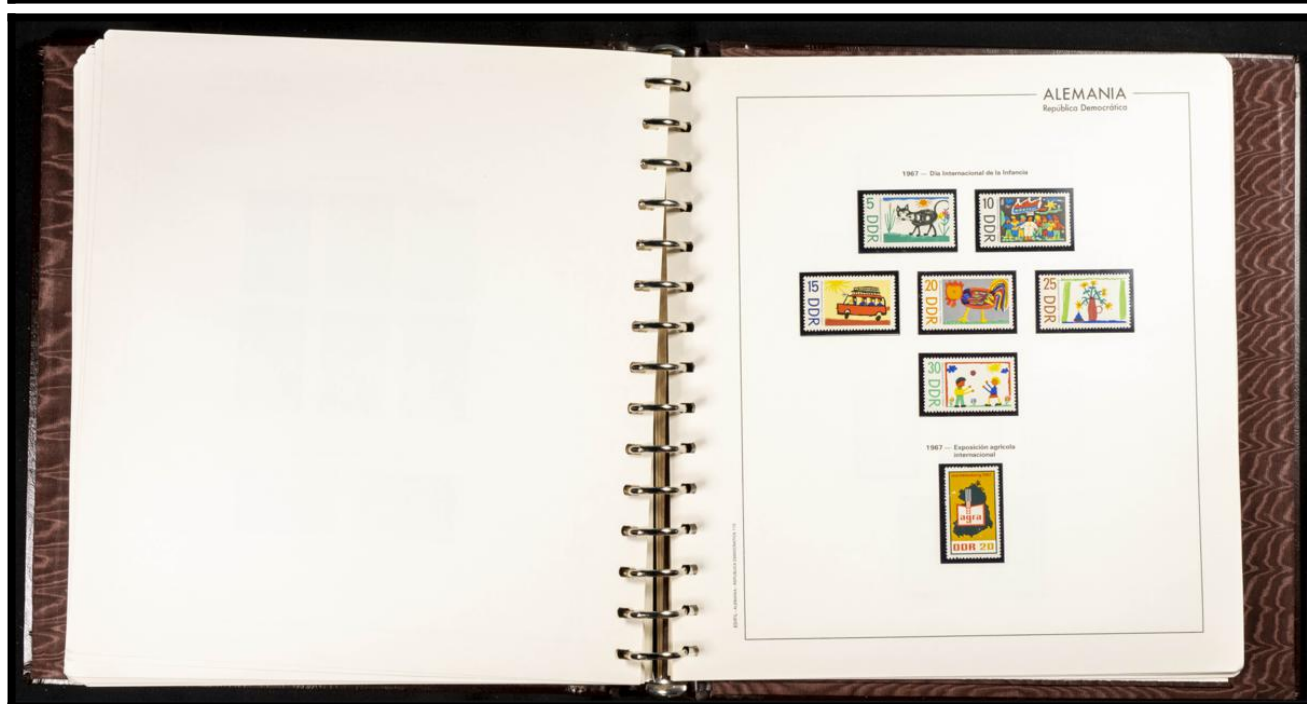 ALEMANIA
República Democrática
1967 — Día Internacional de la Infancia
5 DDR
10 DDR
15 DDR
20 DDR
25 DDR
30 DDR
1967 — Exposición agrícola
internacional
agra
DDR 20